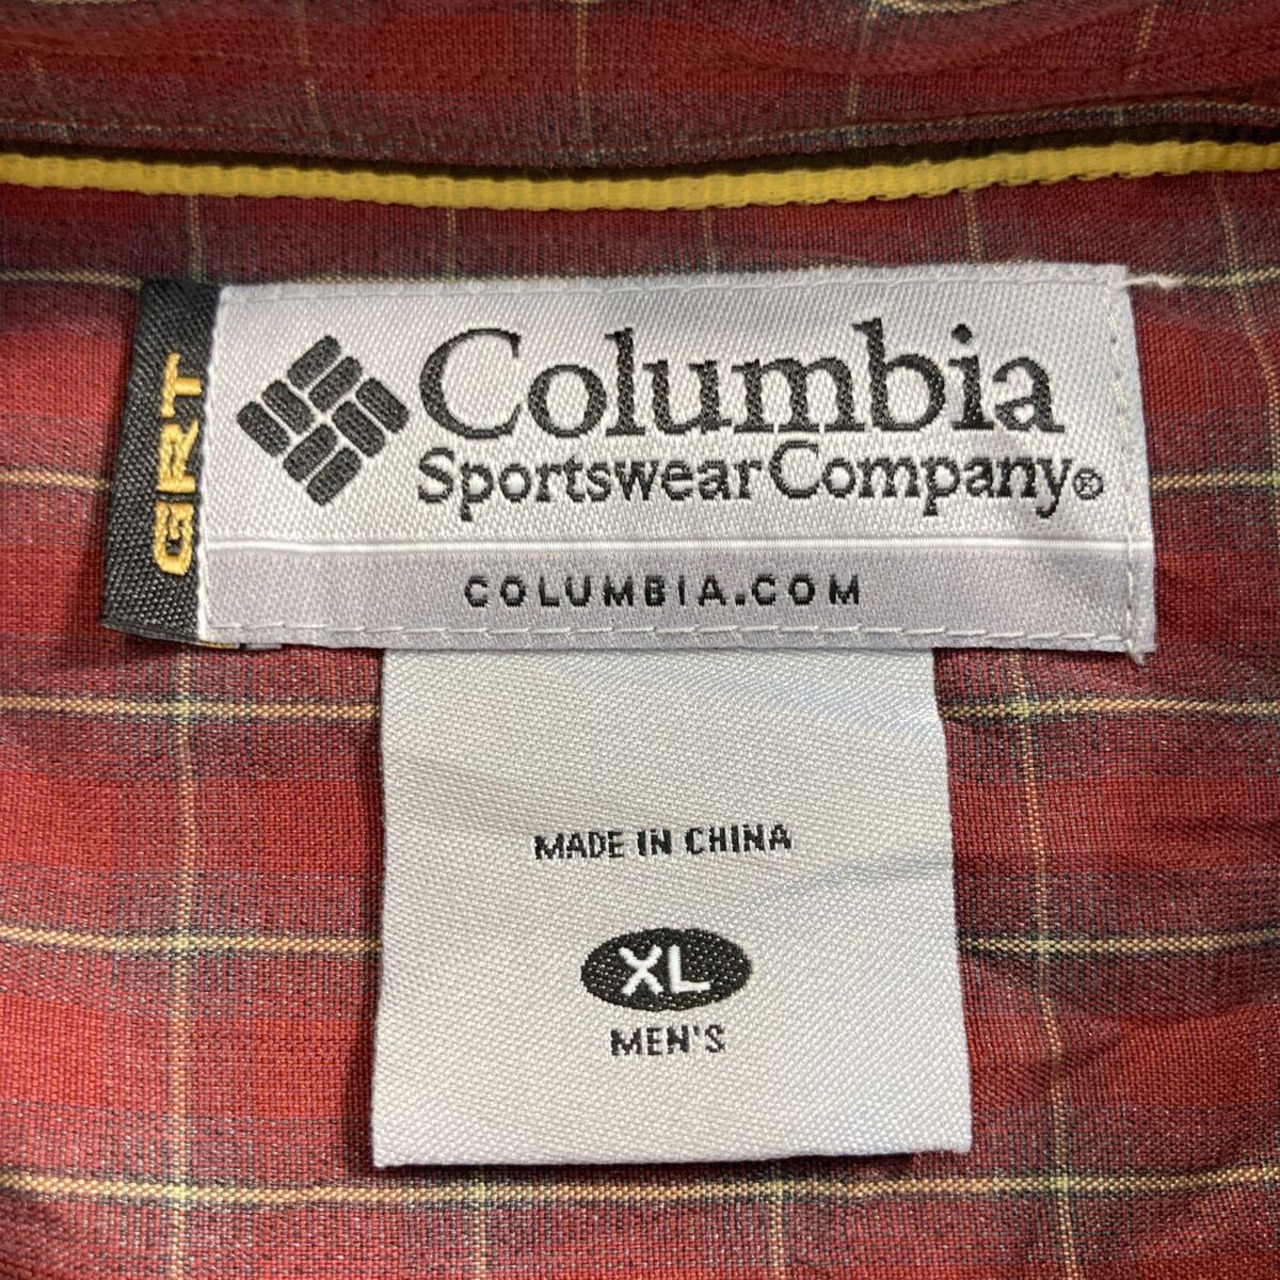 GRT
Columbia
Sportswear Company®
COLUMBIA.COM
MADE IN CHINA
XL
MEN'S